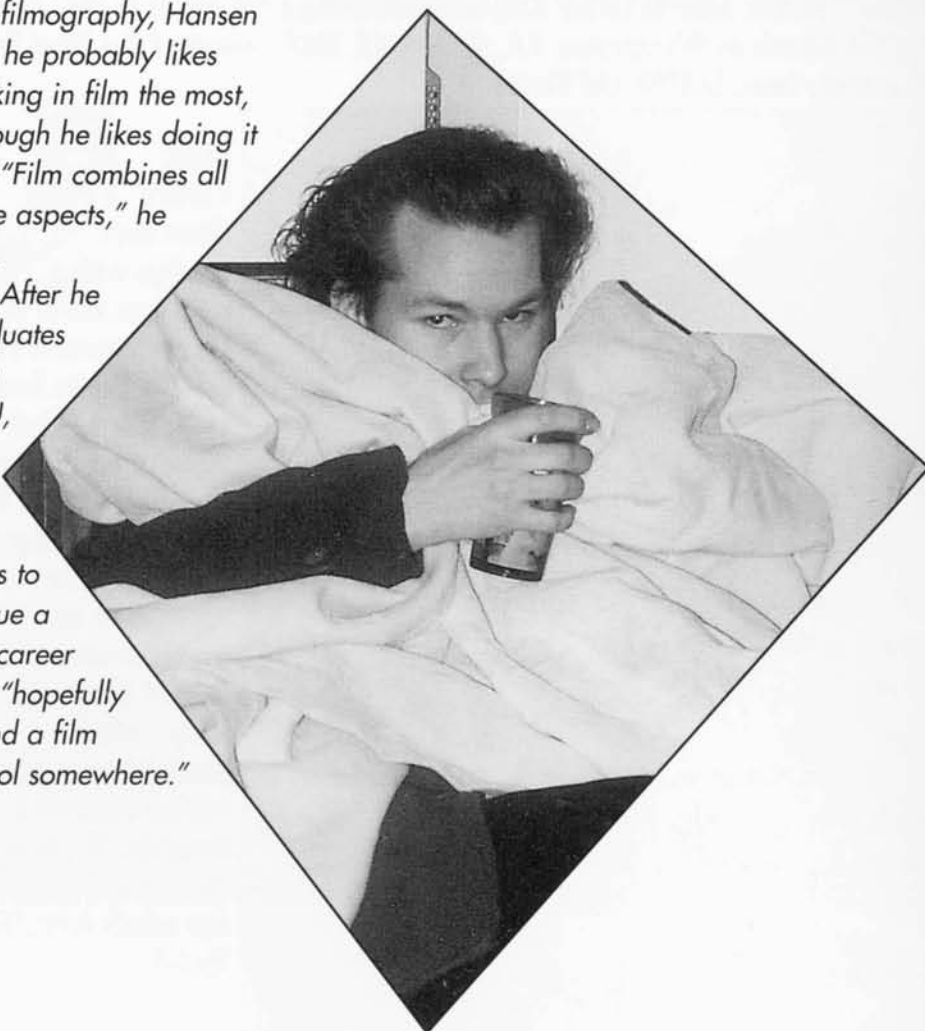 filmography, Hansen
he probably likes
king in film the most,
ough he likes doing it
"Film combines all
e aspects," he
After he
luates
l,
s to
ue a
career
"hopefully
d a film
ol somewhere."